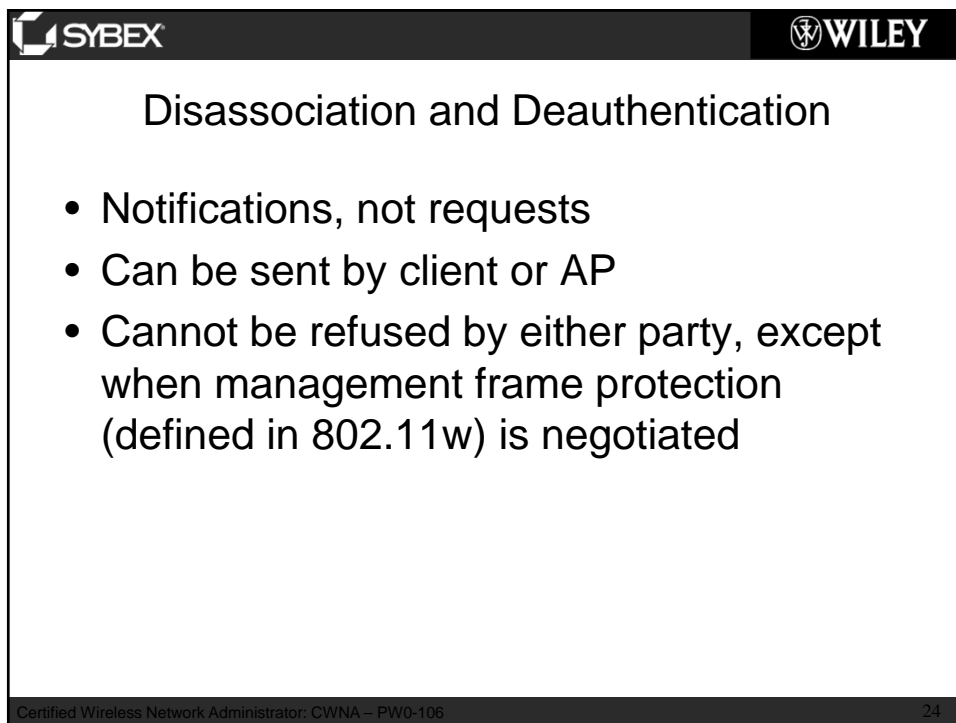 SYBEX
WILEY
Disassociation and Deauthentication
• Notifications, not requests
• Can be sent by client or AP
• Cannot be refused by either party, except
when management frame protection
(defined in 802.11w) is negotiated
Certified Wireless Network Administrator: CWNA – PW0-106
24